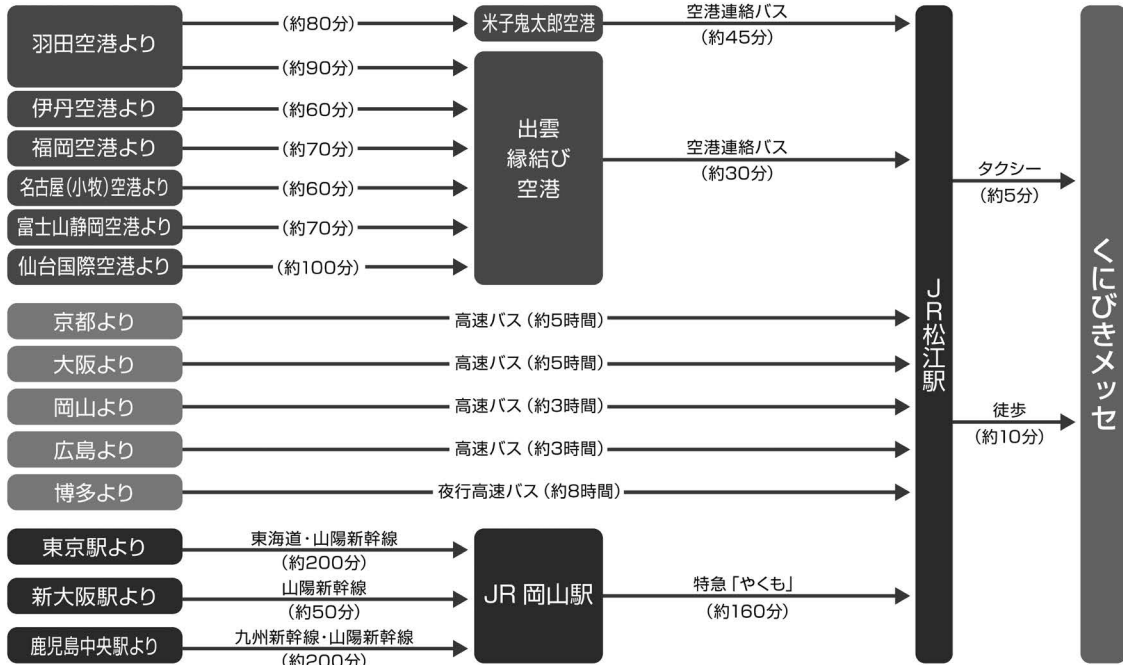 羽田空港より
(約80分)
米子鬼太郎空港
空港連絡バス
(約45分)
(約90分)
伊丹空港より
(約60分)
福岡空港より
(約70分)
名古屋(小牧)空港より
(約60分)
富士山静岡空港より
(約70分)
仙台国際空港より
(約100分)
出雲
縁結び
空港
空港連絡バス
(約30分)
京都より
高速バス(約5時間)
大阪より
高速バス(約5時間)
岡山より
高速バス(約3時間)
広島より
高速バス(約3時間)
博多より
夜行高速バス(約8時間)
東京駅より
東海道・山陽新幹線
(約200分)
新大阪駅より
山陽新幹線
(約50分)
鹿児島中央駅より
九州新幹線・山陽新幹線
(約200分)
JR 岡山駅
特急「やくも」
(約160分)
JR松江駅
タクシー
(約5分)
徒歩
(約10分)
くにびきメッセ